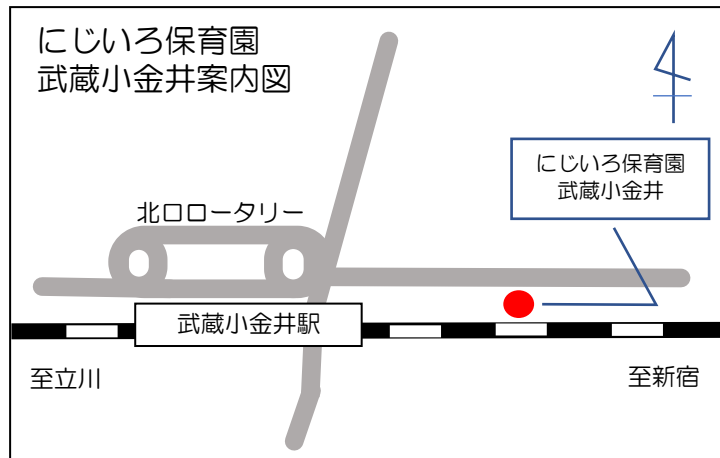 にじいろ保育園
武蔵小金井案内図
にじいろ保育園
武蔵小金井
北口ロータリー
武蔵小金井駅
至立川
至新宿